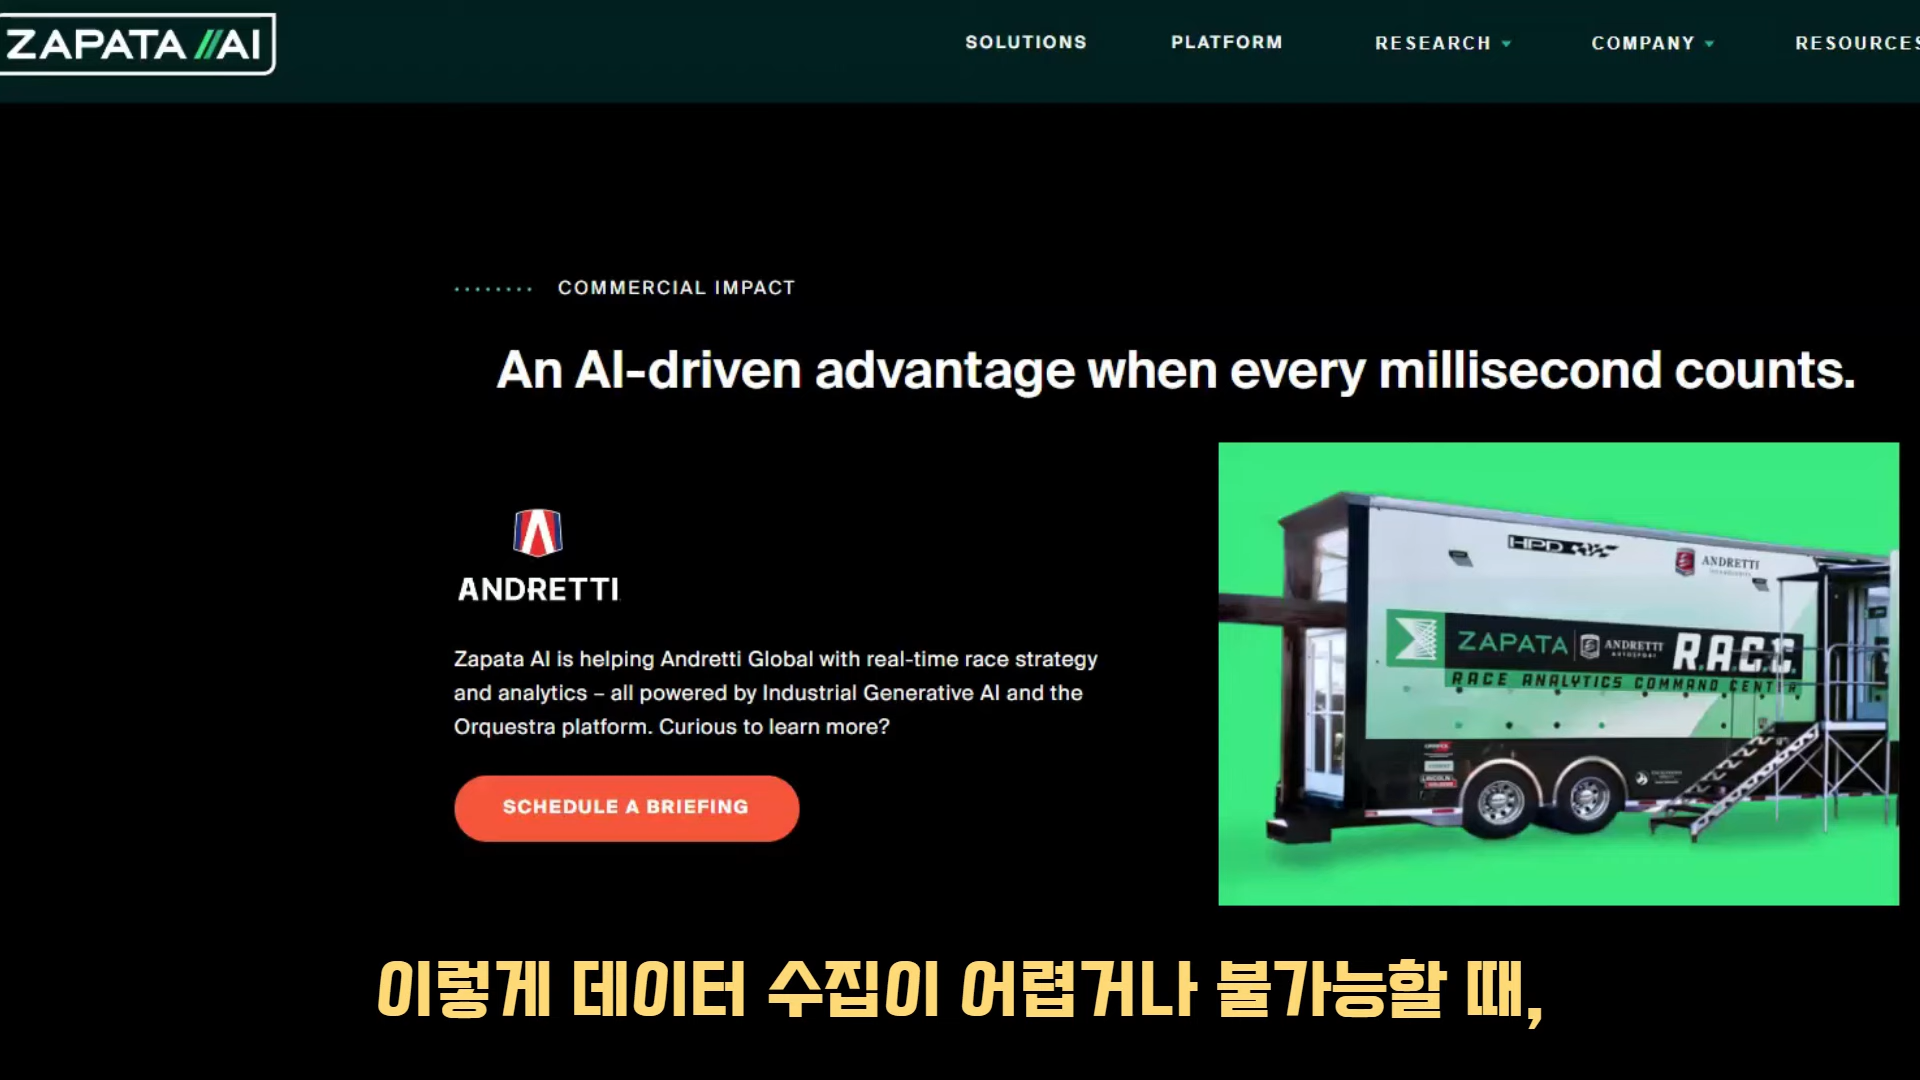 ZAPATA //AI
SOLUTIONS
PLATFORM
RESEARCH
COMPANY
RESOURCES
COMMERCIAL IMPACT
An AI-driven advantage when every millisecond counts.
ANDRETTI
Zapata AI is helping Andretti Global with real-time race strategy
and analytics – all powered by Industrial Generative AI and the
Orquestra platform. Curious to learn more?
SCHEDULE A BRIEFING
HPD
ANDRETTI
ZAPATA
ANDRETTI
AUTOSPORT
R.A.C.C.
RACE ANALYTICS COMMAND CENTER
LINCOLN
이렇게 데이터 수집이 어렵거나 불가능할 때,